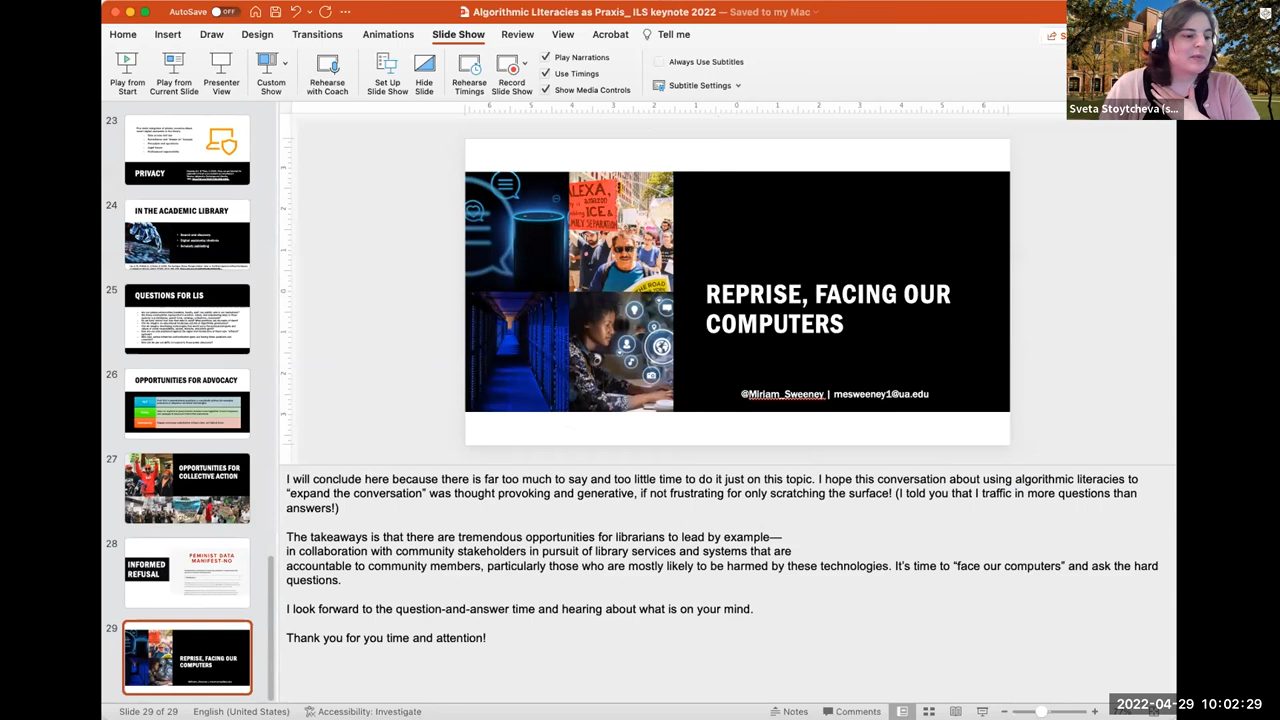 AutoSave
OFF
Algorithmic LIteracies as Praxis_ ILS keynote 2022 — Saved to my Mac
Home
Insert
Draw
Design
Transitions
Animations
Slide Show
Review
View
Acrobat
Tell me
Play from Start
Play from Current Slide
Presenter View
Custom Show
Rehearse with Coach
Set Up Slide Show
Hide Slide
Rehearse Timings
Record Slide Show
Play Narrations
Use Timings
Show Media Controls
Always Use Subtitles
Subtitle Settings
Sveta Stoytcheva (s...
23
PRIVACY
24
IN THE ACADEMIC LIBRARY
25
QUESTIONS FOR LIS
26
OPPORTUNITIES FOR ADVOCACY
27
OPPORTUNITIES FOR
COLLECTIVE ACTION
28
INFORMED
REFUSAL
FEMINIST DATA
MANIFEST-NO
29
REPRISE, FACING OUR
COMPUTERS
ALEXA,
amazon
ICE &
SEPARATION
THE ROAD
REPRISE, FACING OUR
COMPUTERS
@Miriam_Sweeney | mesweeney1@ua.edu
I will conclude here because there is far too much to say and too little time to do it just on this topic. I hope this conversation about using algorithmic literacies to
“expand the conversation” was thought provoking and generative, if not frustrating for only scratching the surface! (I told you that I traffic in more questions than
answers!)
The takeaways is that there are tremendous opportunities for librarians to lead by example—
in collaboration with community stakeholders in pursuit of library services and systems that are
accountable to community members, particularly those who are mostly likely to be harmed by these technologies. It’s time to “face our computers” and ask the hard
questions.
I look forward to the question-and-answer time and hearing about what is on your mind.
Thank you for you time and attention!
Slide 29 of 29
English (United States)
Accessibility: Investigate
Notes
Comments
2022-04-29 10:02:29